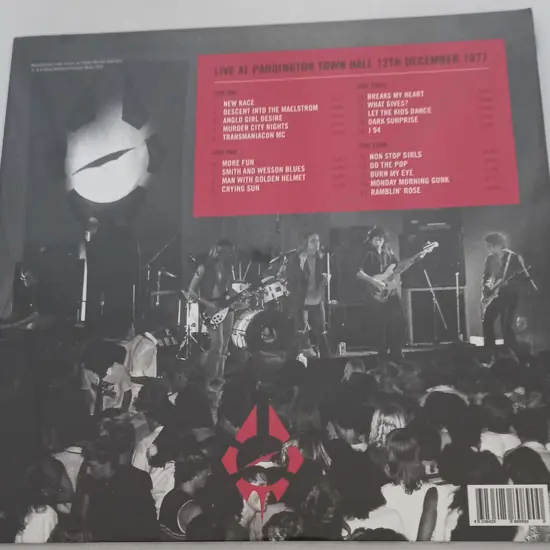 LIVE AT PADDINGTON TOWN HALL 12TH DECEMBER 1977
NEW RACE
DESCENT INTO THE MAELSTROM
ANGLO GIRL DESIRE
MURDER CITY NIGHTS
TRANSMANIACON MC
MORE FUN
SMITH AND WESSON BLUES
MAN WITH GOLDEN HELMET
CRYING SUN
BREAKS MY HEART
WHAT GIVES?
LET THE KIDS DANCE
DARK SURPRISE
I 94
NON STOP GIRLS
DO THE POP
BURN MY EYE
MONDAY MORNING GUNK
RAMBLIN' ROSE